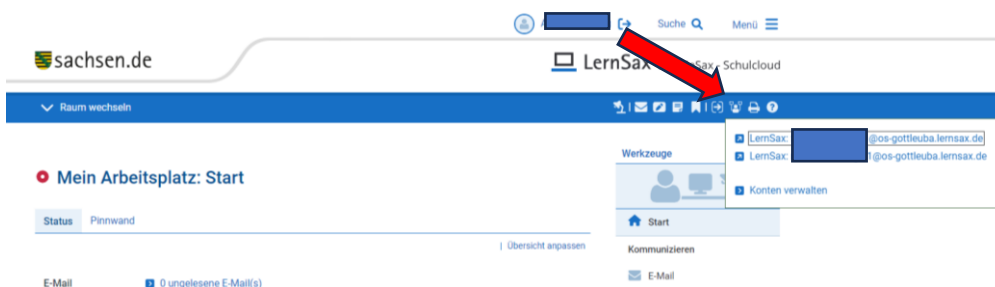 A
Suche
Menü
sachsen.de
LernSax
Sax - Schulcloud
Raum wechseln
Mein Arbeitsplatz: Start
Status Pinnwand
| Übersicht anpassen
E-Mail 0 ungelesene E-Mail(s)
Werkzeuge
Start
Kommunizieren
E-Mail
LernSax: @os-gottleuba.lernsax.de
LernSax: 1@os-gottleuba.lernsax.de
Konten verwalten